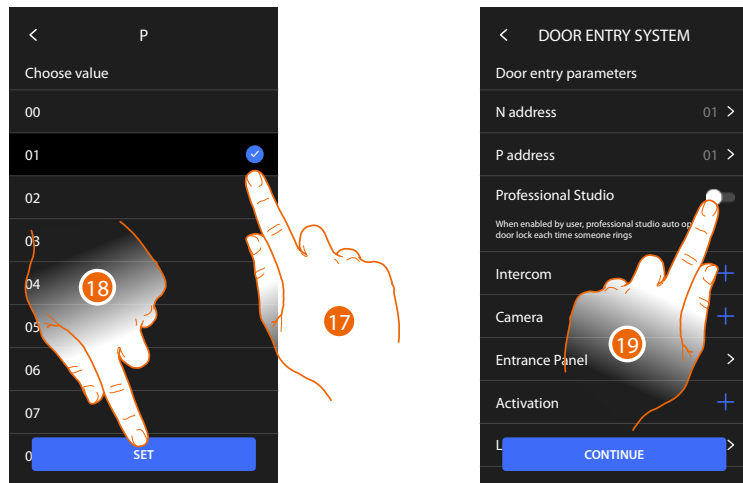 P
Choose value
00
01
02
03
04
05
06
07
0
SET
18
17
DOOR ENTRY SYSTEM
Door entry parameters
N address 01
P address 01
Professional Studio
When enabled by user, professional studio auto op
door lock each time someone rings
Intercom
Camera
Entrance Panel
Activation
L
CONTINUE
19